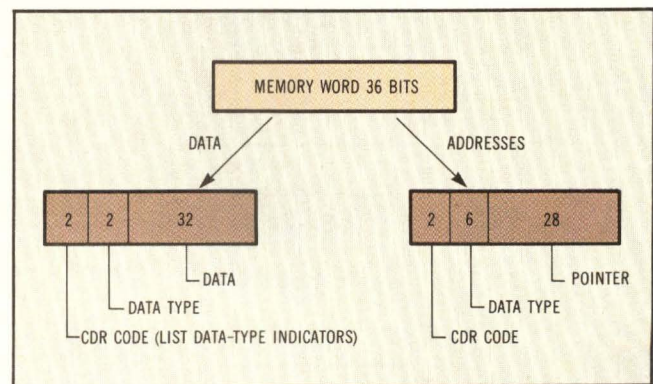 MEMORY WORD 36 BITS
DATA
ADDRESSES
2 2 32
2 6 28
DATA
DATA TYPE
CDR CODE (LIST DATA-TYPE INDICATORS)
POINTER
DATA TYPE
CDR CODE